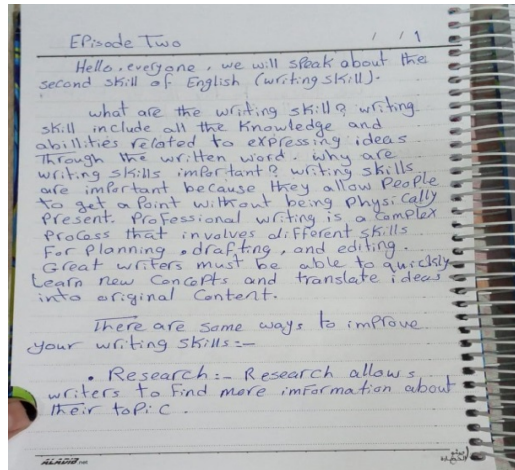 Episode Two
/ / 1
Hello, everyone, we will speak about the
second skill of English (writing skill).
what are the writing skill? writing
skill include all the knowledge and
abillities related to expressing ideas
Through the written word. why are
writing skills important? writing skills
are important because they allow People
to get a Point without being physically
Present. Professional writing is a complex
Process that involves different skills
For Planning, drafting, and editing.
Great writers must be able to quickly
Learn new concepts and translate ideas
into original content.
There are some ways to improve
your writing skills :-
• Research :- Research allows
writers to Find more imformation about
their topic.